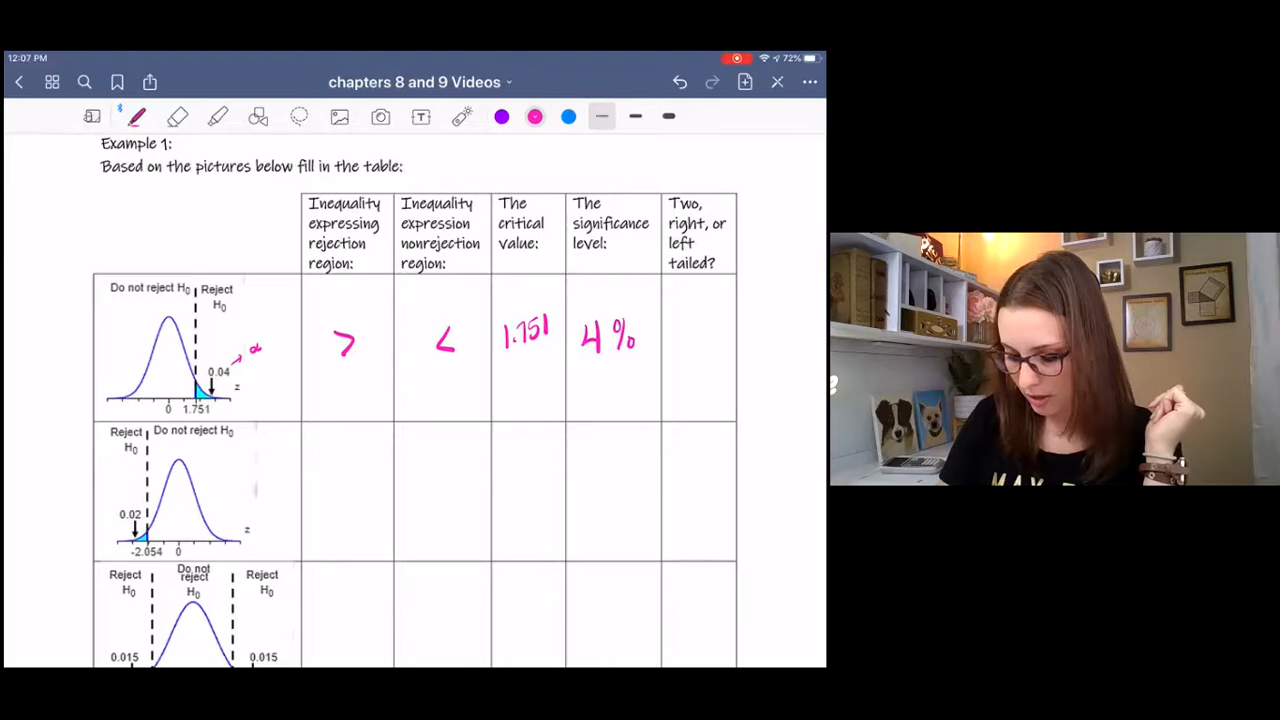 12:07 PM
72%
chapters 8 and 9 Videos
Example 1:
Based on the pictures below fill in the table:
Inequality expressing rejection region:
Inequality expression nonrejection region:
The critical value:
The significance level:
Two, right, or left tailed?
Do not reject H0
Reject H0
α
0.04
z
0
1.751
>
<
1.751
4%
Reject H0
Do not reject H0
0.02
z
-2.054
0
Reject H0
Do not reject H0
Reject H0
0.015
0.015